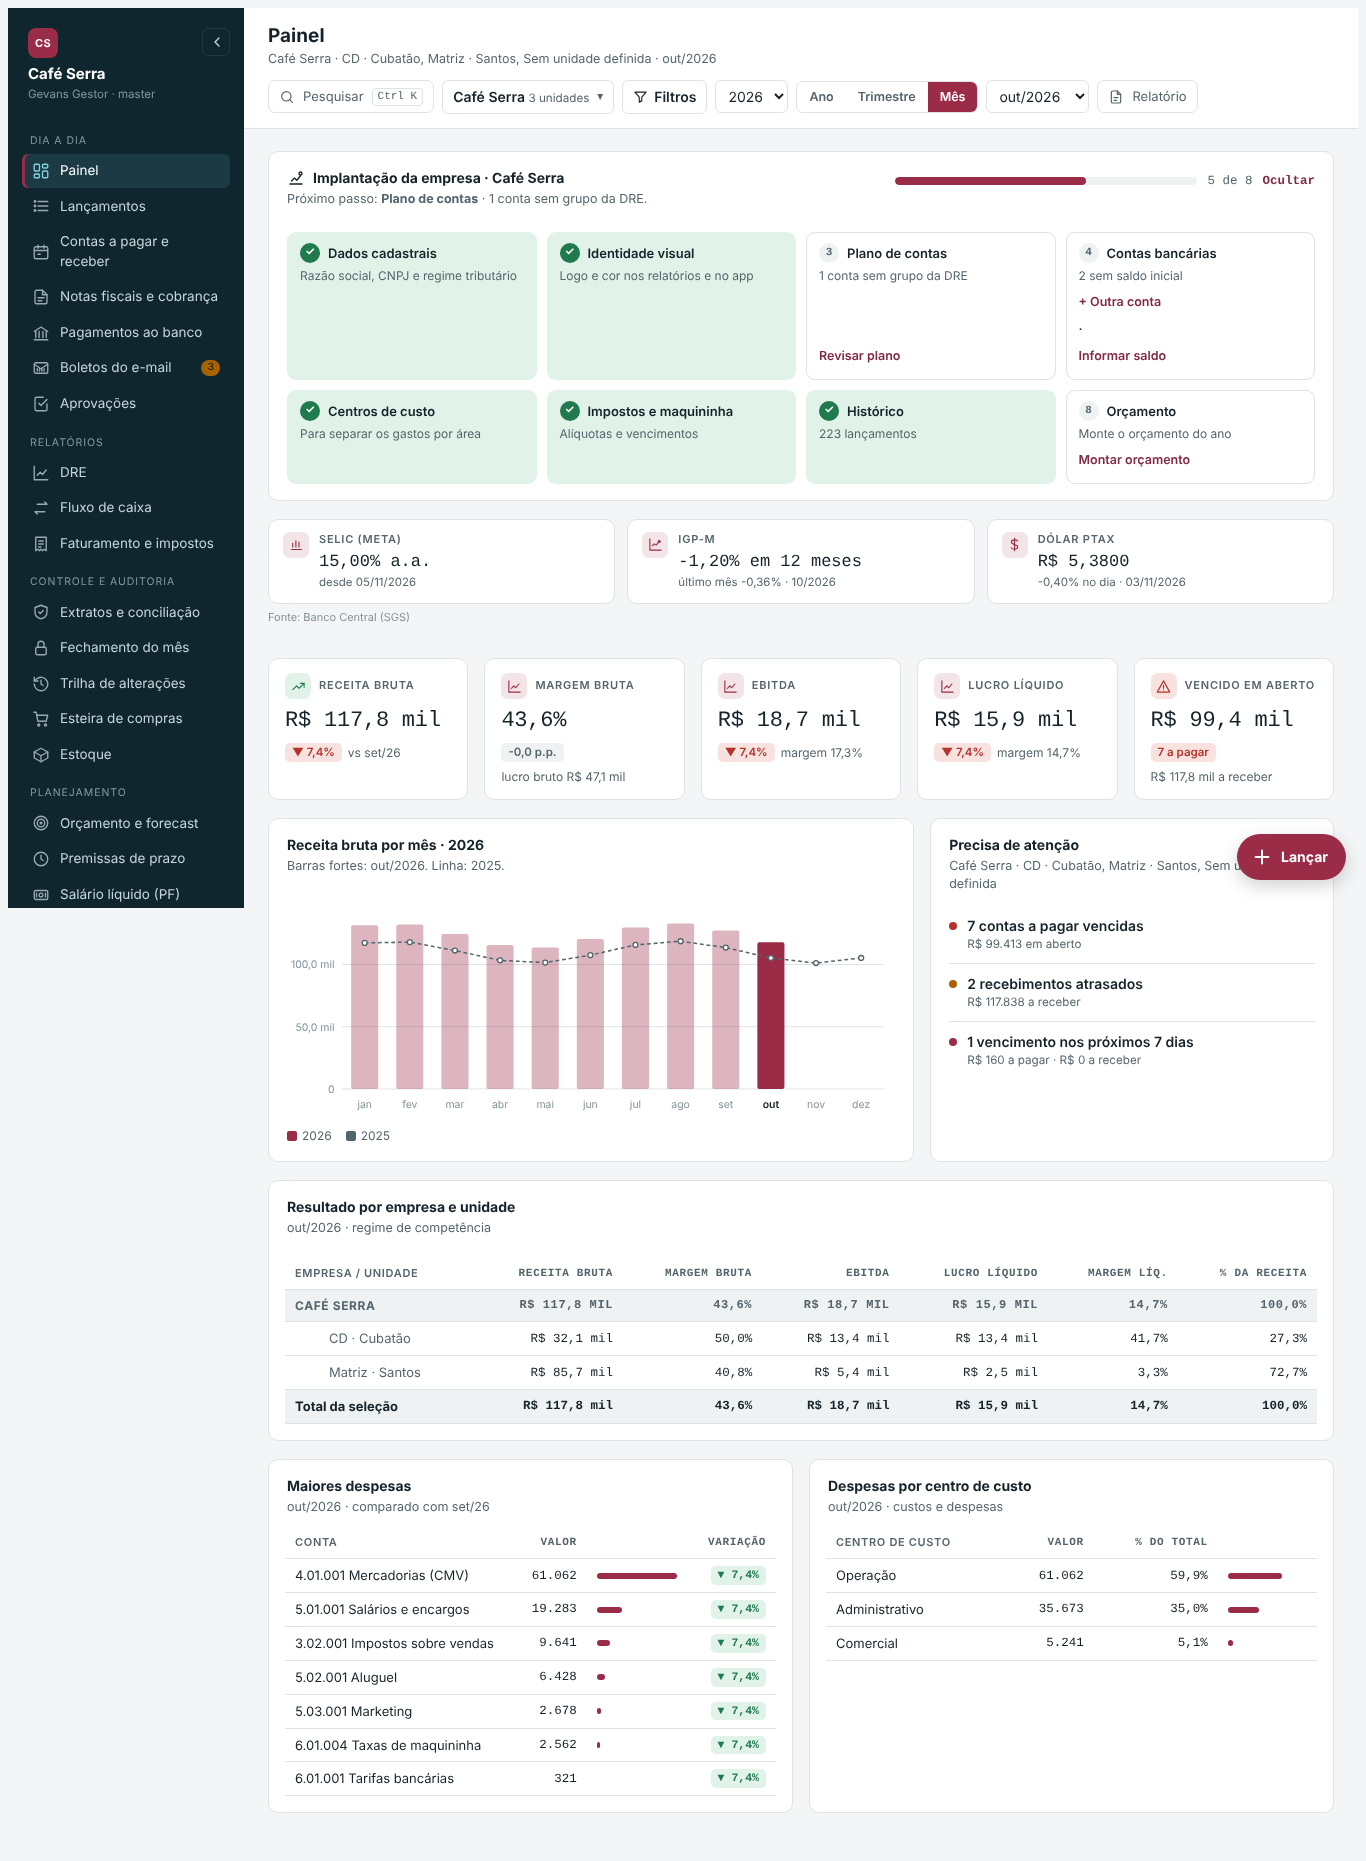 CS
Café Serra
Gevans Gestor · master
DIA A DIA
Painel
Lançamentos
Contas a pagar e
receber
Notas fiscais e cobrança
Pagamentos ao banco
Boletos do e-mail 3
Aprovações
RELATÓRIOS
DRE
Fluxo de caixa
Faturamento e impostos
CONTROLE E AUDITORIA
Extratos e conciliação
Fechamento do mês
Trilha de alterações
Esteira de compras
Estoque
PLANEJAMENTO
Orçamento e forecast
Premissas de prazo
Salário líquido (PF)
Painel
Café Serra · CD · Cubatão, Matriz · Santos, Sem unidade definida · out/2026
Pesquisar Ctrl K Café Serra 3 unidades ▾ Filtros 2026 Ano Trimestre Mês out/2026 Relatório
Implantação da empresa · Café Serra
5 de 8 Ocultar
Próximo passo: Plano de contas · 1 conta sem grupo da DRE.
Dados cadastrais
Razão social, CNPJ e regime tributário
Identidade visual
Logo e cor nos relatórios e no app
3 Plano de contas
1 conta sem grupo da DRE
Revisar plano
4 Contas bancárias
2 sem saldo inicial
+ Outra conta
·
Informar saldo
Centros de custo
Para separar os gastos por área
Impostos e maquininha
Alíquotas e vencimentos
Histórico
223 lançamentos
8 Orçamento
Monte o orçamento do ano
Montar orçamento
SELIC (META)
15,00% a.a.
desde 05/11/2026
IGP-M
-1,20% em 12 meses
último mês -0,36% · 10/2026
DÓLAR PTAX
R$ 5,3800
-0,40% no dia · 03/11/2026
Fonte: Banco Central (SGS)
RECEITA BRUTA
R$ 117,8 mil
▼ 7,4% vs set/26
MARGEM BRUTA
43,6%
-0,0 p.p.
lucro bruto R$ 47,1 mil
EBITDA
R$ 18,7 mil
▼ 7,4% margem 17,3%
LUCRO LÍQUIDO
R$ 15,9 mil
▼ 7,4% margem 14,7%
VENCIDO EM ABERTO
R$ 99,4 mil
7 a pagar
R$ 117,8 mil a receber
Receita bruta por mês · 2026
Barras fortes: out/2026. Linha: 2025.
100,0 mil
50,0 mil
0
jan fev mar abr mai jun jul ago set out nov dez
2026 2025
Precisa de atenção
Café Serra · CD · Cubatão, Matriz · Santos, Sem
definida
Lançar
7 contas a pagar vencidas
R$ 99.413 em aberto
2 recebimentos atrasados
R$ 117.838 a receber
1 vencimento nos próximos 7 dias
R$ 160 a pagar · R$ 0 a receber
Resultado por empresa e unidade
out/2026 · regime de competência
EMPRESA / UNIDADE RECEITA BRUTA MARGEM BRUTA EBITDA LUCRO LÍQUIDO MARGEM LÍQ. % DA RECEITA
CAFÉ SERRA R$ 117,8 MIL 43,6% R$ 18,7 MIL R$ 15,9 MIL 14,7% 100,0%
CD · Cubatão R$ 32,1 mil 50,0% R$ 13,4 mil R$ 13,4 mil 41,7% 27,3%
Matriz · Santos R$ 85,7 mil 40,8% R$ 5,4 mil R$ 2,5 mil 3,3% 72,7%
Total da seleção R$ 117,8 mil 43,6% R$ 18,7 mil R$ 15,9 mil 14,7% 100,0%
Maiores despesas
out/2026 · comparado com set/26
CONTA VALOR VARIAÇÃO
4.01.001 Mercadorias (CMV) 61.062 ▼ 7,4%
5.01.001 Salários e encargos 19.283 ▼ 7,4%
3.02.001 Impostos sobre vendas 9.641 ▼ 7,4%
5.02.001 Aluguel 6.428 ▼ 7,4%
5.03.001 Marketing 2.678 ▼ 7,4%
6.01.004 Taxas de maquininha 2.562 ▼ 7,4%
6.01.001 Tarifas bancárias 321 ▼ 7,4%
Despesas por centro de custo
out/2026 · custos e despesas
CENTRO DE CUSTO VALOR % DO TOTAL
Operação 61.062 59,9%
Administrativo 35.673 35,0%
Comercial 5.241 5,1%